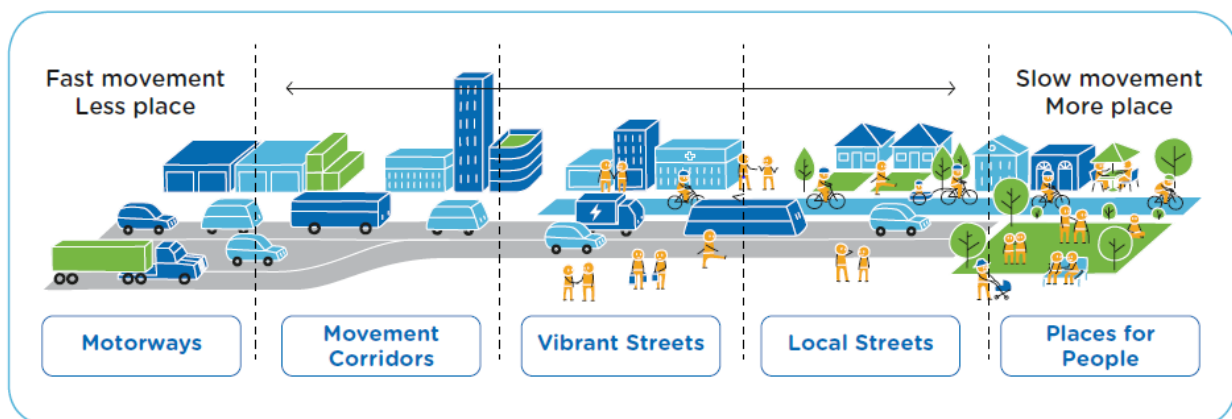 Fast movement
Less place
Slow movement
More place
Motorways
Movement
Corridors
Vibrant Streets
Local Streets
Places for
People